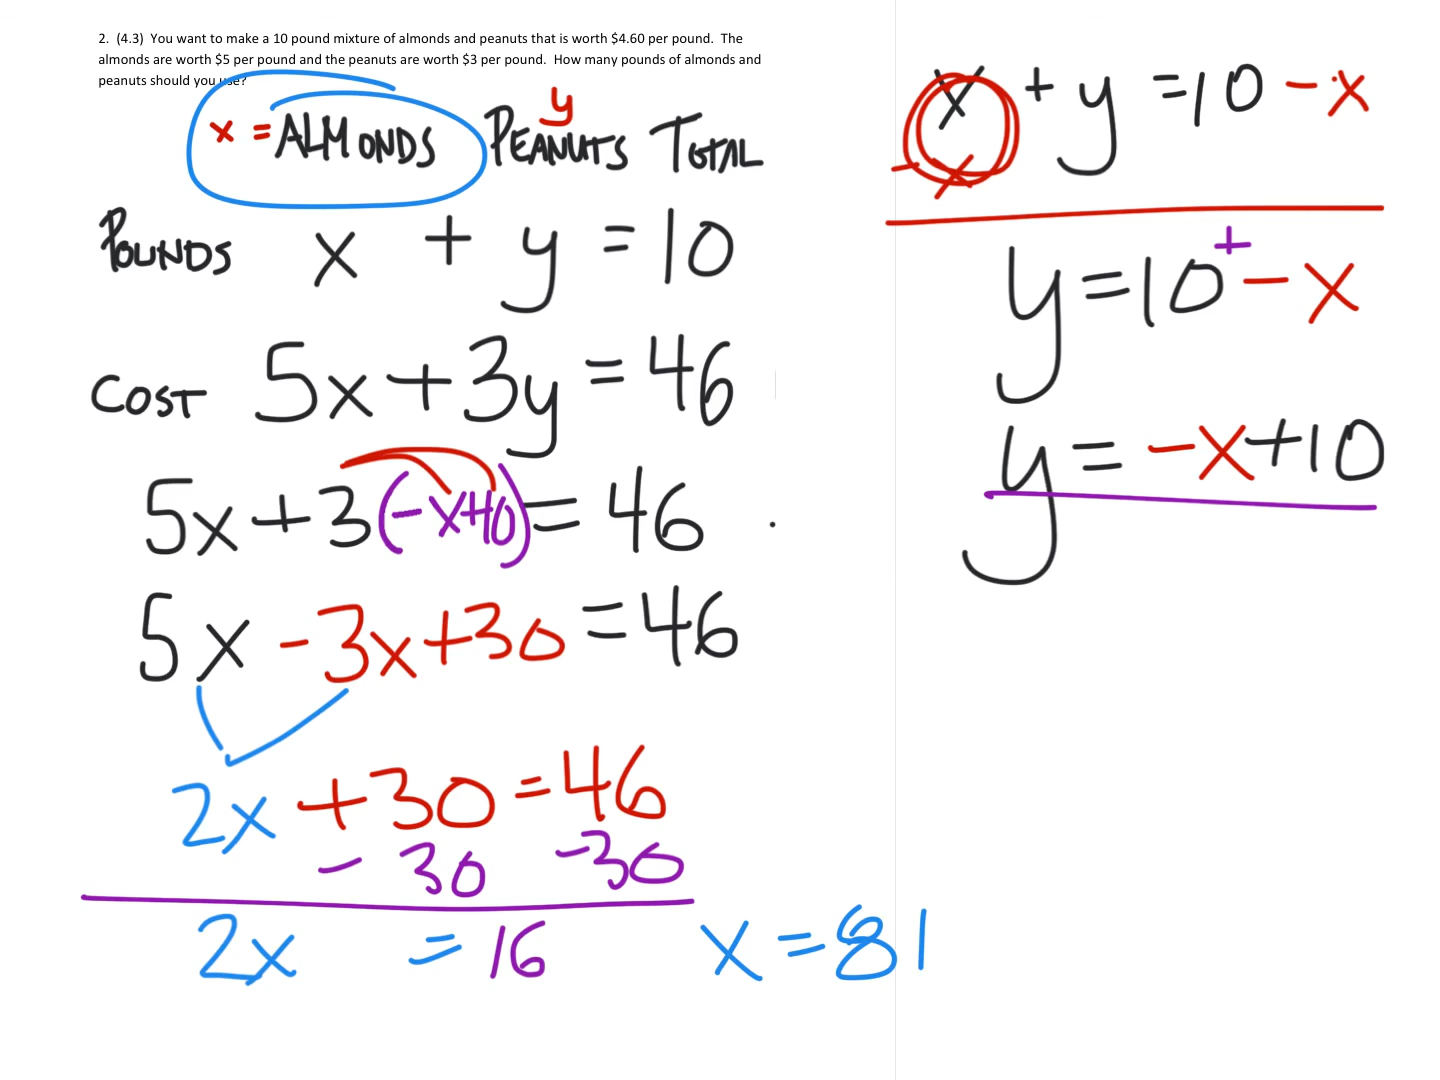 2. (4.3) You want to make a 10 pound mixture of almonds and peanuts that is worth $4.60 per pound. The
almonds are worth $5 per pound and the peanuts are worth $3 per pound. How many pounds of almonds and
peanuts should you use?
y
x = ALMONDS PEANUTS TOTAL
POUNDS x + y = 10
COST 5x + 3y = 46
5x + 3(-x+10) = 46
5x - 3x + 30 = 46
2x + 30 = 46
- 30 - 30
2x = 16 x = 81
x + y = 10 - x
- x
+
y = 10 - x
y = -x + 10